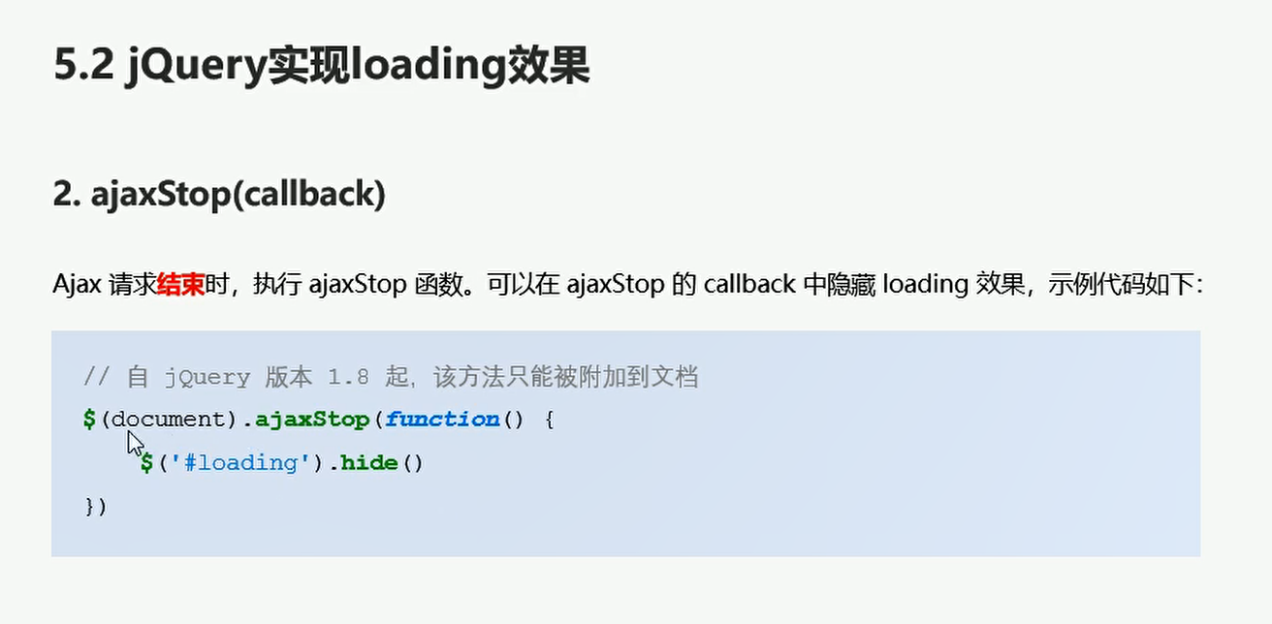 5.2 jQuery实现loading效果
2. ajaxStop(callback)
Ajax 请求结束时，执行 ajaxStop 函数。可以在 ajaxStop 的 callback 中隐藏 loading 效果，示例代码如下：
// 自 jQuery 版本 1.8 起，该方法只能被附加到文档
$(document).ajaxStop(function() {
    $('#loading').hide()
})